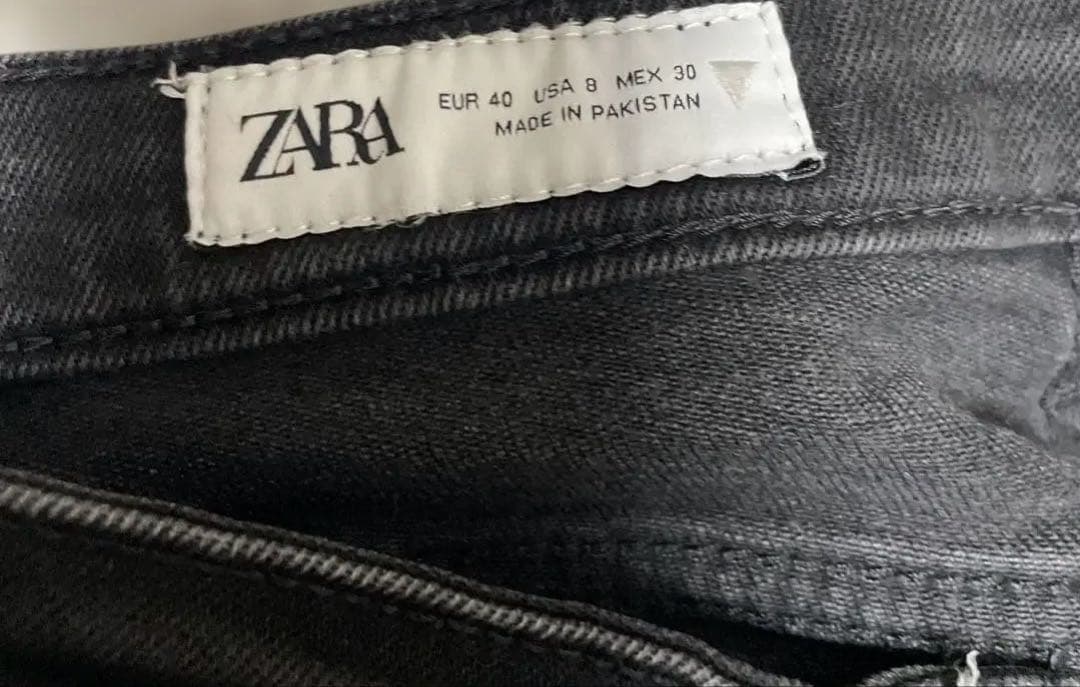 ZARA
EUR 40 USA 8 MEX 30
MADE IN PAKISTAN